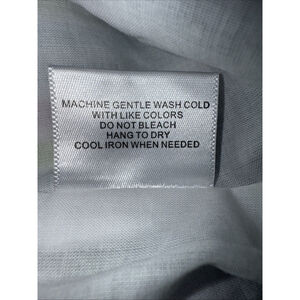 MACHINE GENTLE WASH COLD
WITH LIKE COLORS
DO NOT BLEACH
HANG TO DRY
COOL IRON WHEN NEEDED